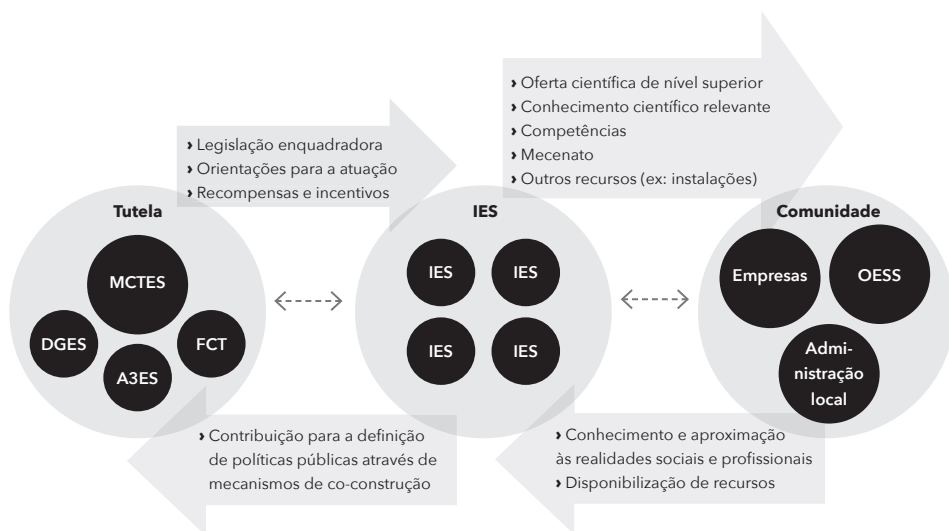 › Oferta científica de nível superior
› Conhecimento científico relevante
› Competências
› Mecenato
› Outros recursos (ex: instalações)
› Legislação enquadradora
› Orientações para a atuação
› Recompensas e incentivos
Tutela
MCTES
DGES
A3ES
FCT
IES
IES
IES
IES
IES
Comunidade
Empresas
OESS
Admi-
nistração
local
› Contribuição para a definição
de políticas públicas através de
mecanismos de co-construção
› Conhecimento e aproximação
às realidades sociais e profissionais
› Disponibilização de recursos